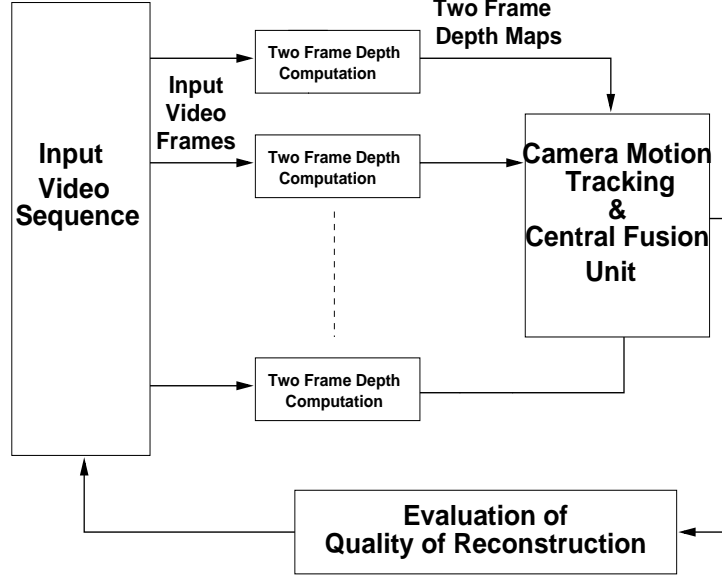 Two Frame
Depth Maps
Two Frame Depth
Computation
Input
Video
Frames
Input
Video
Sequence
Two Frame Depth
Computation
Camera Motion
Tracking
&
Central Fusion
Unit
Two Frame Depth
Computation
Evaluation of
Quality of Reconstruction